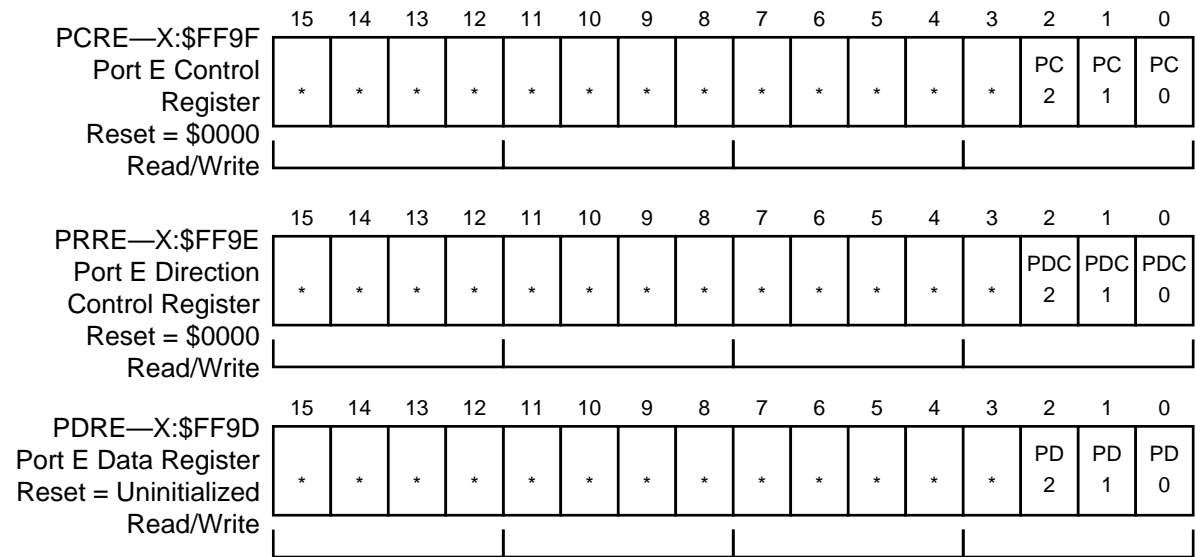 15 14 13 12 11 10 9 8 7 6 5 4 3 2 1 0
PCRE—X:$FF9F
Port E Control
Register
Reset = $0000
Read/Write
* * * * * * * * * * * * * PC 2 PC 1 PC 0
15 14 13 12 11 10 9 8 7 6 5 4 3 2 1 0
PRRE—X:$FF9E
Port E Direction
Control Register
Reset = $0000
Read/Write
* * * * * * * * * * * * * PDC 2 PDC 1 PDC 0
15 14 13 12 11 10 9 8 7 6 5 4 3 2 1 0
PDRE—X:$FF9D
Port E Data Register
Reset = Uninitialized
Read/Write
* * * * * * * * * * * * * PD 2 PD 1 PD 0